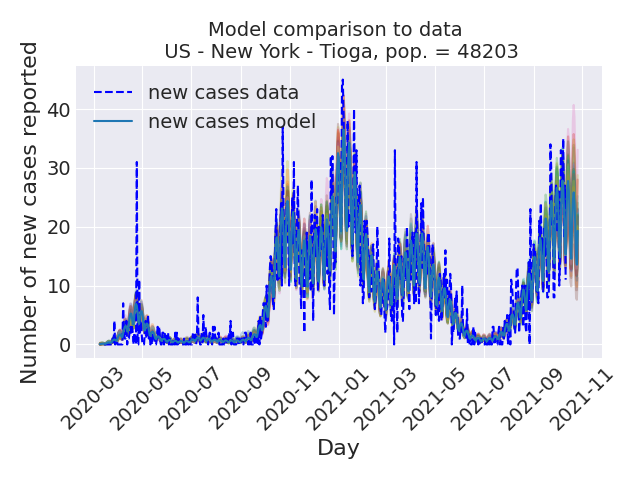 Model comparison to data
US - New York - Tioga, pop. = 48203
Number of new cases reported
40
30
20
10
0
new cases data
new cases model
2020-03
2020-05
2020-07
2020-09
2020-11
2021-01
2021-03
2021-05
2021-07
2021-09
2021-11
Day